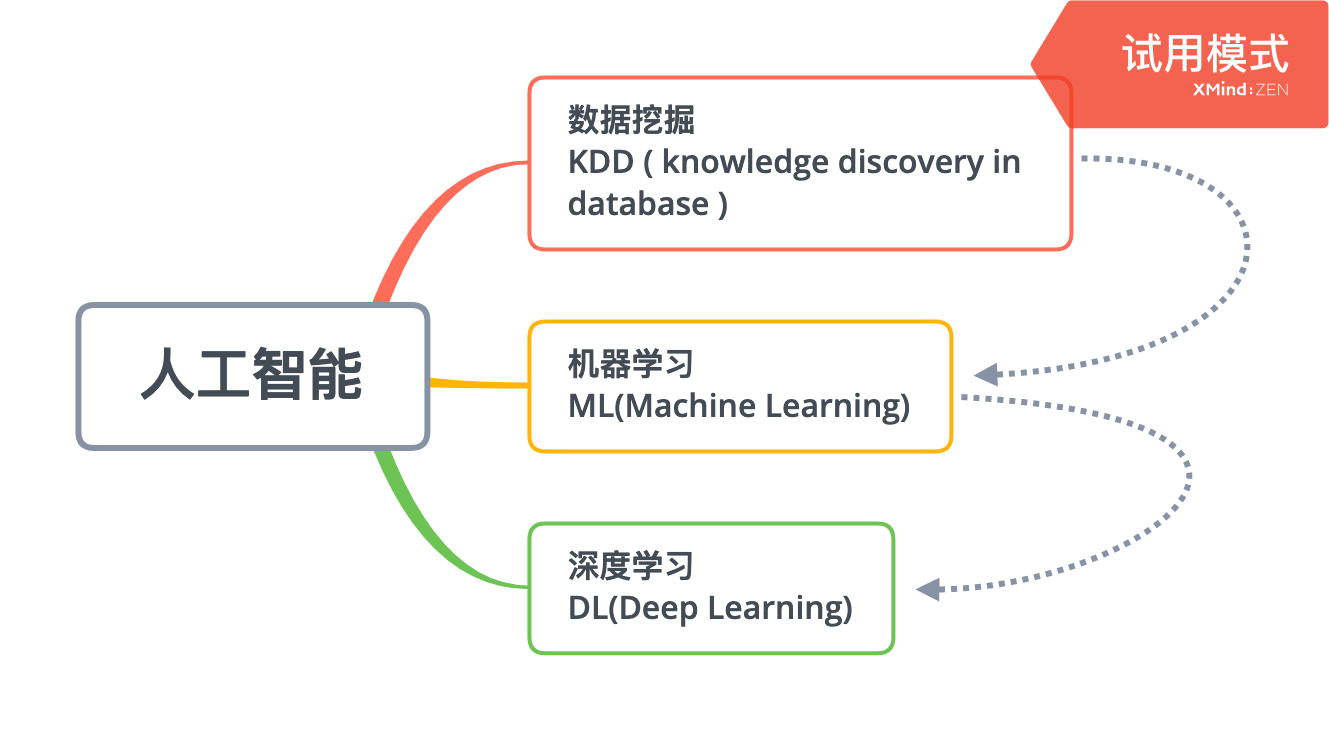 试用模式
XMind:ZEN
数据挖掘
KDD ( knowledge discovery in
database )
人工智能
机器学习
ML(Machine Learning)
深度学习
DL(Deep Learning)